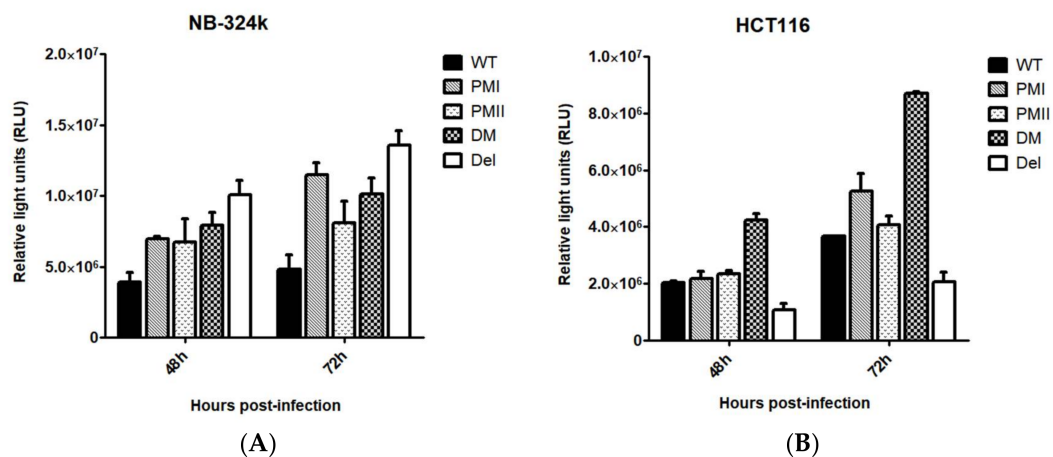 NB-324k
Relative light units (RLU)
2.0×10⁷
1.5×10⁷
1.0×10⁷
5.0×10⁶
0
48h
72h
Hours post-infection
WT
PMI
PMII
DM
Del
(A)
HCT116
Relative light units (RLU)
1.0×10⁷
8.0×10⁶
6.0×10⁶
4.0×10⁶
2.0×10⁶
0
48h
72h
Hours post-infection
WT
PMI
PMII
DM
Del
(B)